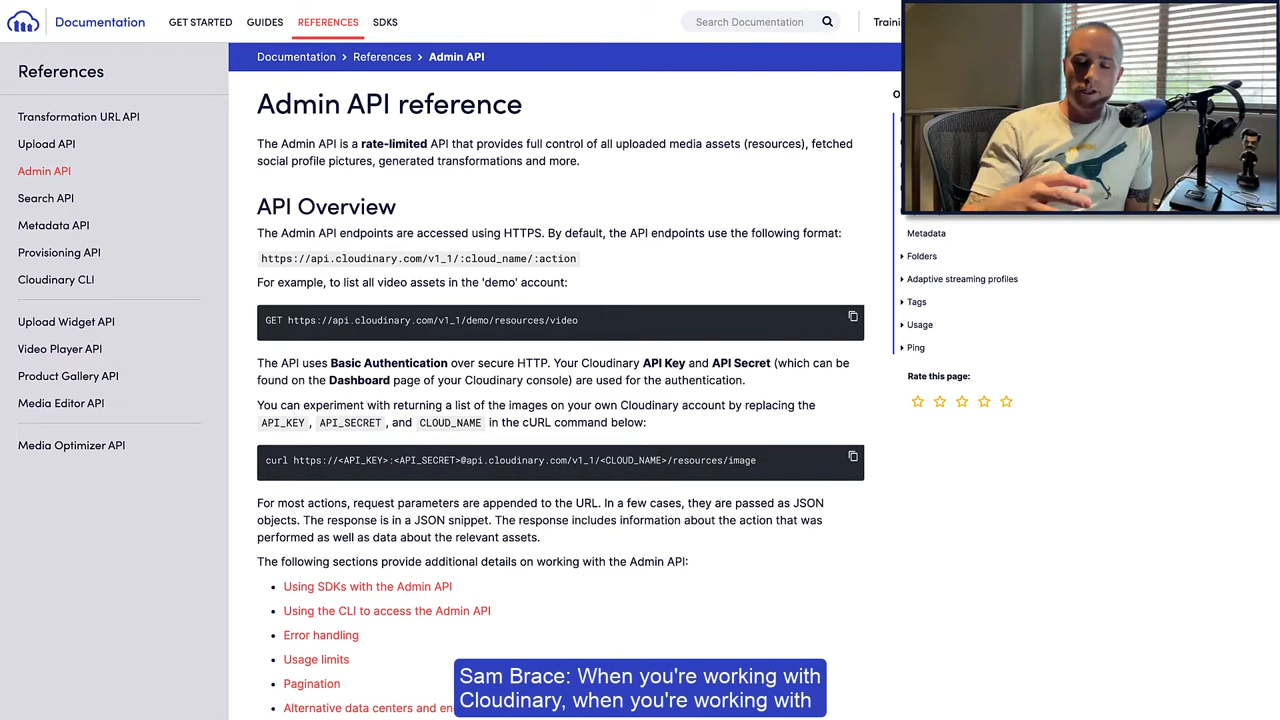 Documentation
GET STARTED
GUIDES
REFERENCES
SDKS
Search Documentation
References
Transformation URL API
Upload API
Admin API
Search API
Metadata API
Provisioning API
Cloudinary CLI
Upload Widget API
Video Player API
Product Gallery API
Media Editor API
Media Optimizer API
Documentation > References > Admin API
Admin API reference
The Admin API is a rate-limited API that provides full control of all uploaded media assets (resources), fetched
social profile pictures, generated transformations and more.
API Overview
The Admin API endpoints are accessed using HTTPS. By default, the API endpoints use the following format:
https://api.cloudinary.com/v1_1/:cloud_name/:action
For example, to list all video assets in the 'demo' account:
GET https://api.cloudinary.com/v1_1/demo/resources/video
The API uses Basic Authentication over secure HTTP. Your Cloudinary API Key and API Secret (which can be
found on the Dashboard page of your Cloudinary console) are used for the authentication.
You can experiment with returning a list of the images on your own Cloudinary account by replacing the
API_KEY, API_SECRET, and CLOUD_NAME in the cURL command below:
curl https://<API_KEY>:<API_SECRET>@api.cloudinary.com/v1_1/<CLOUD_NAME>/resources/image
For most actions, request parameters are appended to the URL. In a few cases, they are passed as JSON
objects. The response is in a JSON snippet. The response includes information about the action that was
performed as well as data about the relevant assets.
The following sections provide additional details on working with the Admin API:
• Using SDKs with the Admin API
• Using the CLI to access the Admin API
• Error handling
• Usage limits
• Pagination
• Alternative data centers and
Metadata
Folders
Adaptive streaming profiles
Tags
Usage
Ping
Rate this page:
Sam Brace: When you're working with
Cloudinary, when you're working with